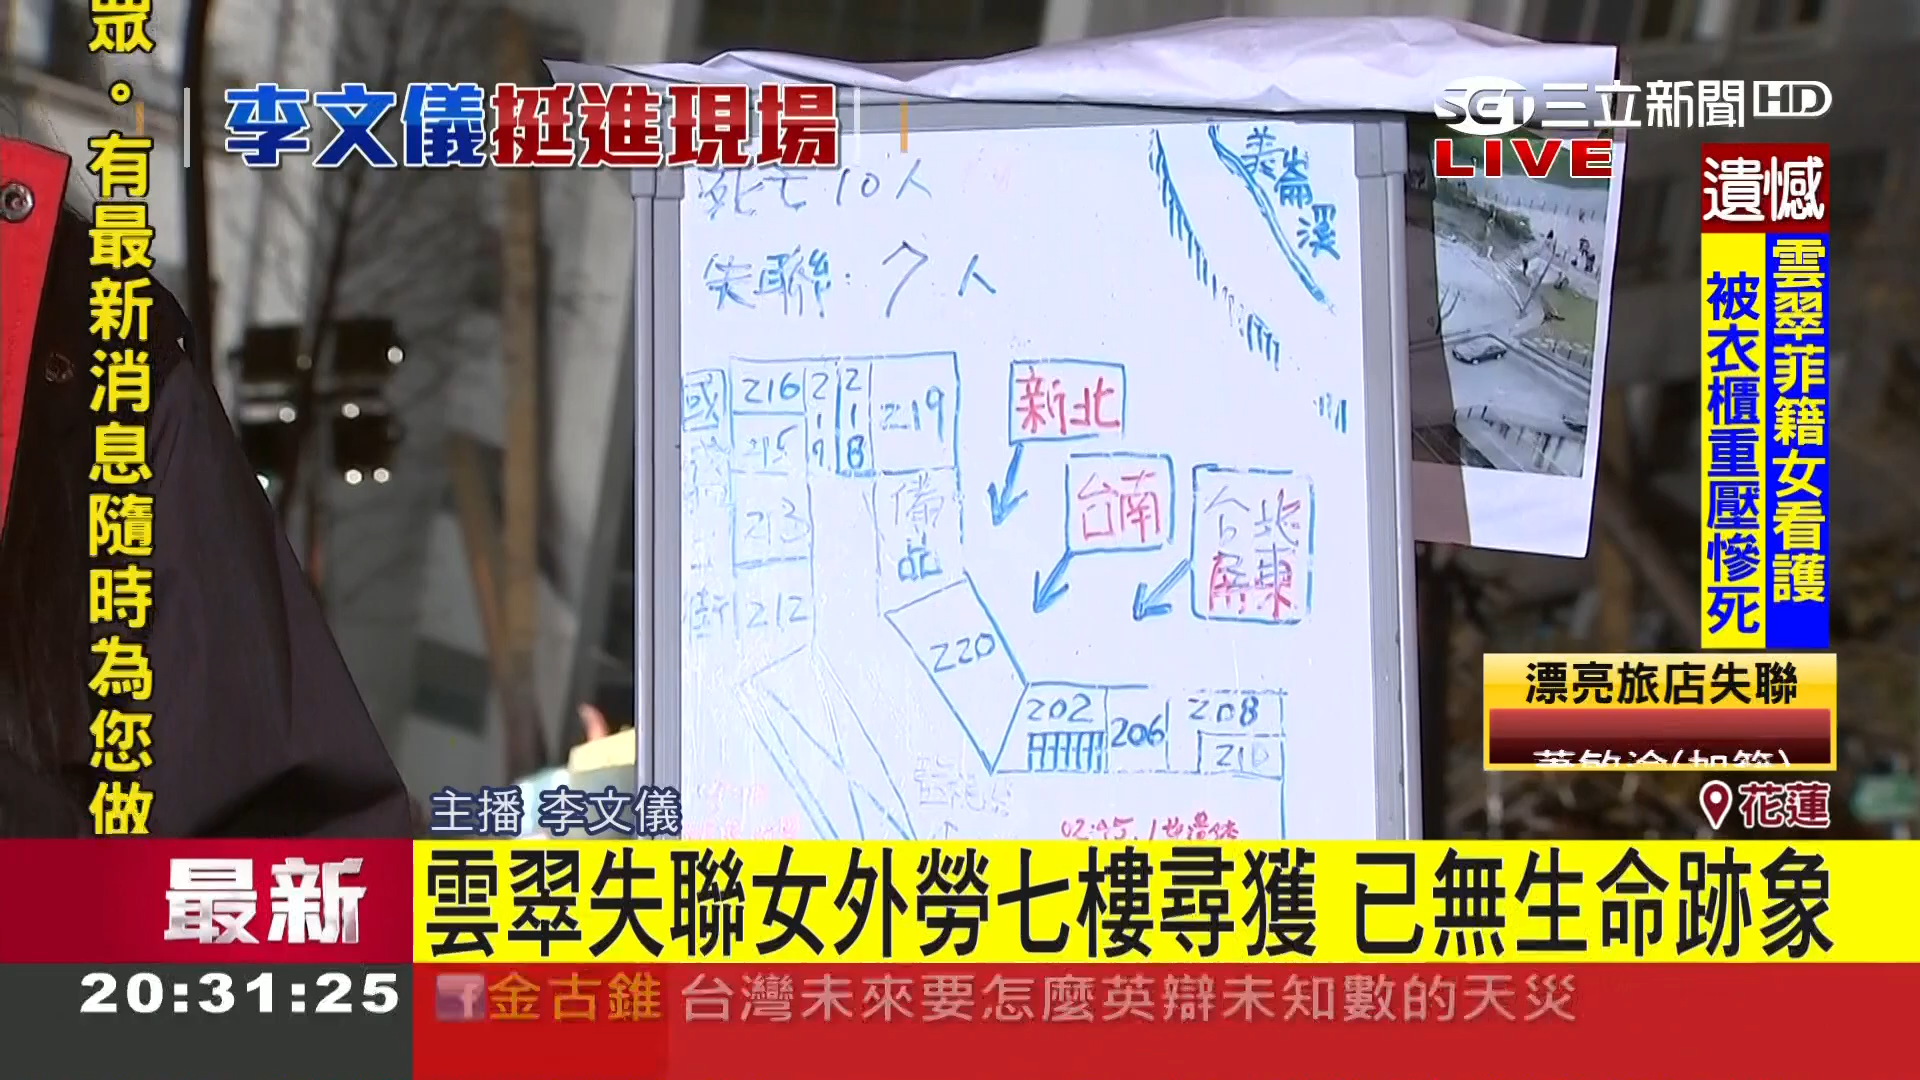 眾。有最新消息隨時為您做
李文儀挺進現場
SET三立新聞HD
LIVE
遺憾
雲翠菲籍女看護
被衣櫃重壓慘死
死亡10人
失聯:7人
美崙溪
國
街
216
217
218
219
215
213
212
備品
220
202
206
208
210
新北
台南
台北
屏東
漂亮旅店失聯
花蓮
主播 李文儀
最新
雲翠失聯女外勞七樓尋獲 已無生命跡象
20:31:25
f金古錐 台灣未來要怎麼英辯未知數的天災